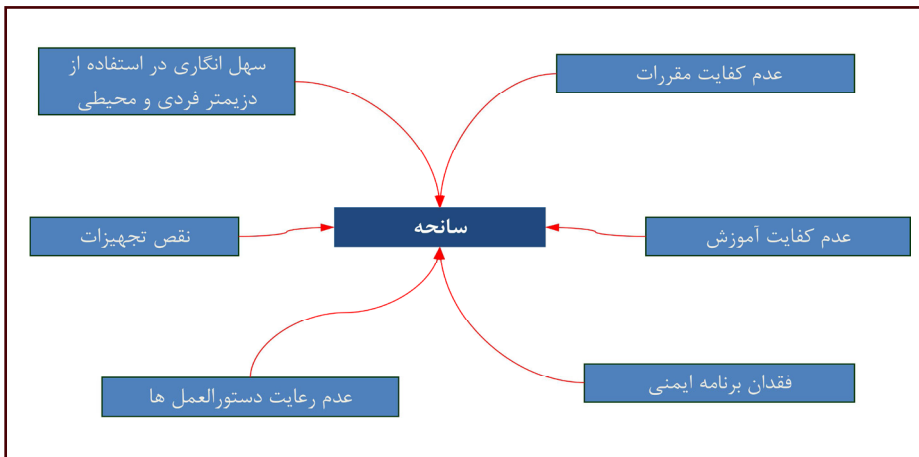 عدم کفایت مقررات
سهل انگاری در استفاده از
دزیمتر فردی و محیطی
سانحه
عدم کفایت آموزش
نقص تجهیزات
فقدان برنامه ایمنی
عدم رعایت دستورالعمل ها